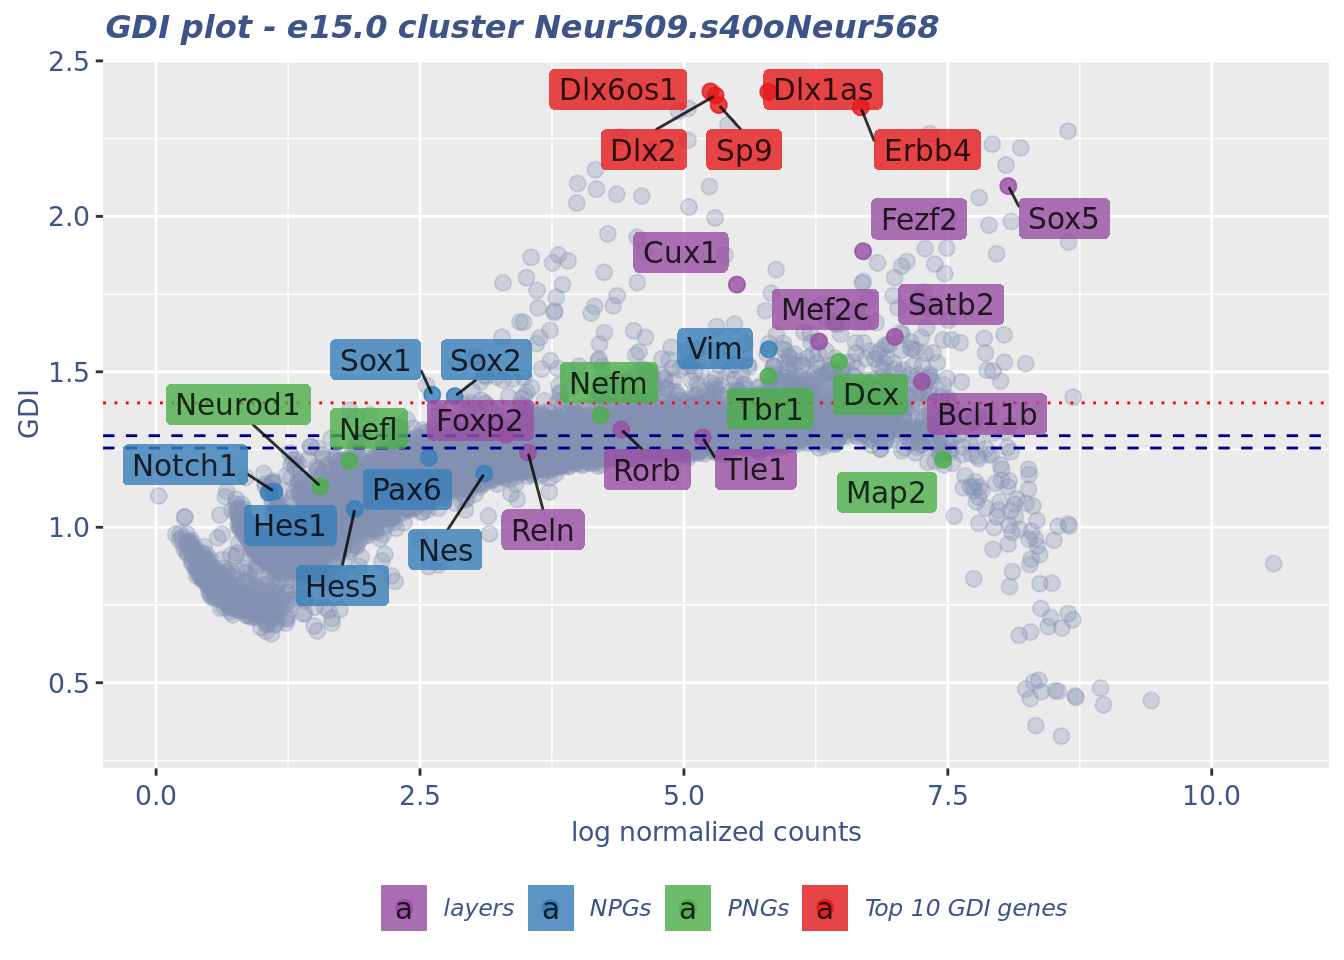 GDI plot - e15.0 cluster Neur509.s40oNeur568
2.5
2.0
1.5
1.0
0.5
GDI
Dlx6os1
Dlx1as
Dlx2
Sp9
Erbb4
Fezf2
Sox5
Cux1
Mef2c
Satb2
Vim
Sox1
Sox2
Nefm
Dcx
Neurod1
Tbr1
Foxp2
Bcl11b
Nefl
Notch1
Rorb
Tle1
Pax6
Map2
Hes1
Reln
Nes
Hes5
0.0
2.5
5.0
7.5
10.0
log normalized counts
a layers a NPGs a PNGs a Top 10 GDI genes